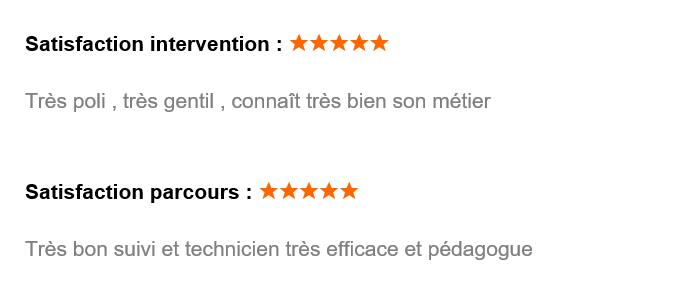 Satisfaction intervention : ★★★★★
Très poli , très gentil , connaît très bien son métier
Satisfaction parcours : ★★★★★
Très bon suivi et technicien très efficace et pédagogue